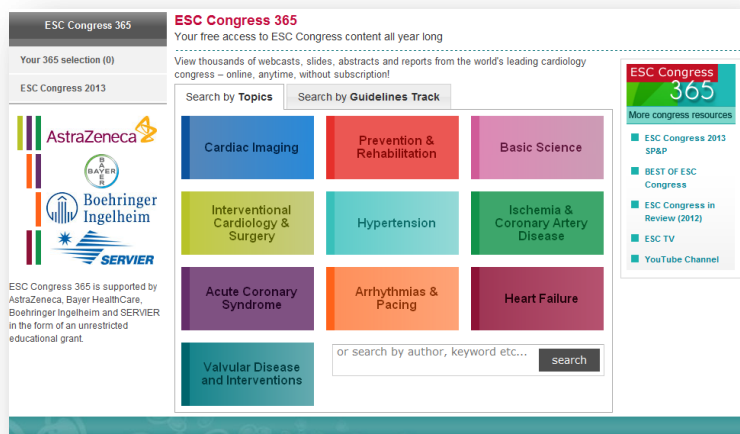 ESC Congress 365
Your 365 selection (0)
ESC Congress 2013
AstraZeneca
BAYER
BAYER
Boehringer
Ingelheim
SERVIER
ESC Congress 365 is supported by
AstraZeneca, Bayer HealthCare,
Boehringer Ingelheim and SERVIER
in the form of an unrestricted
educational grant.
ESC Congress 365
Your free access to ESC Congress content all year long
View thousands of webcasts, slides, abstracts and reports from the world's leading cardiology
congress – online, anytime, without subscription!
Search by Topics
Search by Guidelines Track
Cardiac Imaging
Prevention &
Rehabilitation
Basic Science
Interventional
Cardiology &
Surgery
Hypertension
Ischemia &
Coronary Artery
Disease
Acute Coronary
Syndrome
Arrhythmias &
Pacing
Heart Failure
Valvular Disease
and Interventions
or search by author, keyword etc...
search
ESC Congress
365
More congress resources
ESC Congress 2013
SP&P
BEST OF ESC
Congress
ESC Congress in
Review (2012)
ESC TV
YouTube Channel